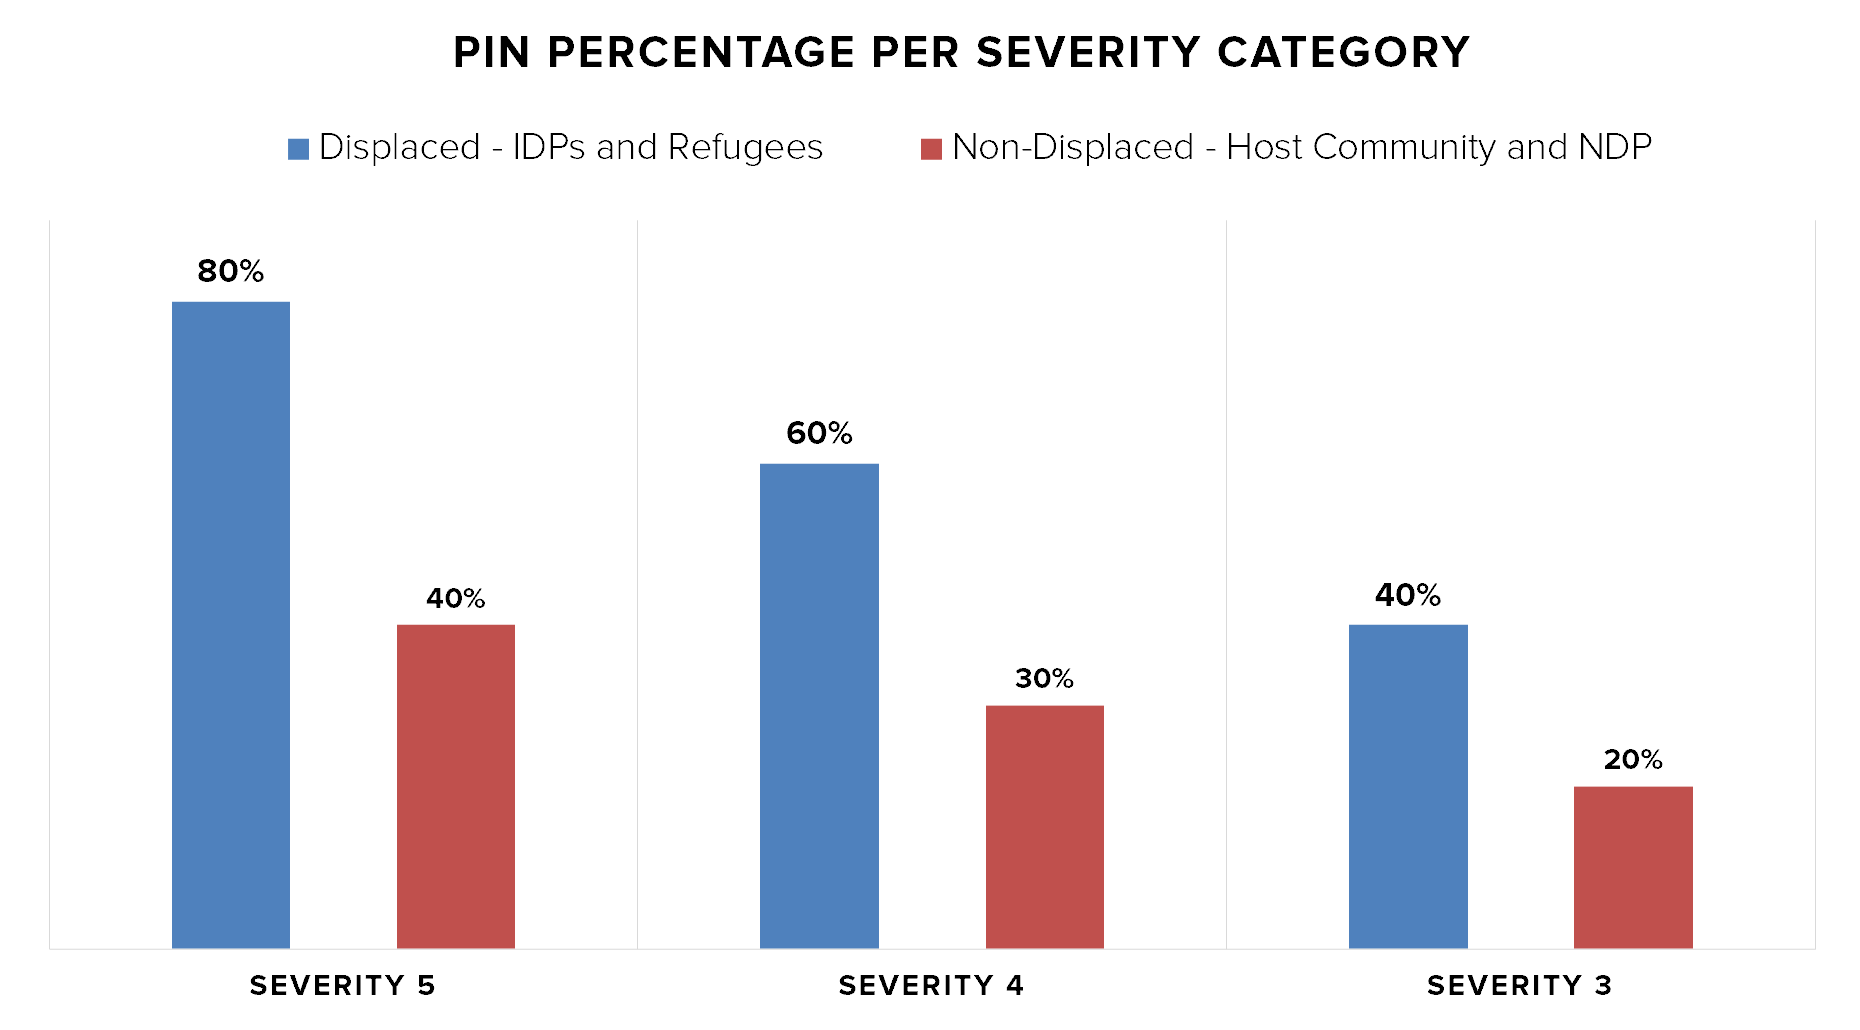 PIN PERCENTAGE PER SEVERITY CATEGORY
Displaced - IDPs and Refugees
Non-Displaced - Host Community and NDP
80%
40%
60%
30%
40%
20%
SEVERITY 5
SEVERITY 4
SEVERITY 3